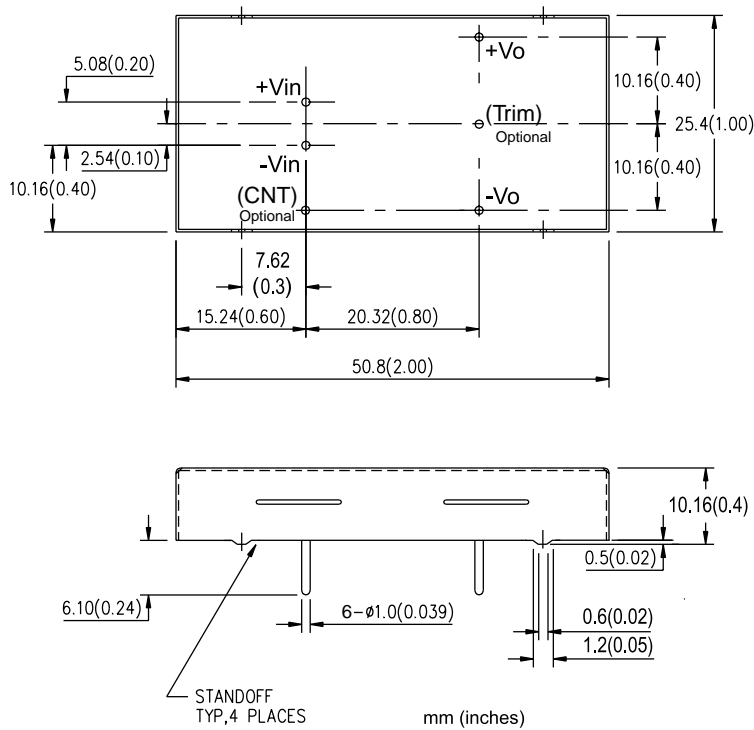 +Vo
5.08(0.20)
+Vin
10.16(0.40)
(Trim)
Optional
25.4(1.00)
2.54(0.10)
-Vin
10.16(0.40)
10.16(0.40)
(CNT)
Optional
-Vo
7.62
(0.3)
15.24(0.60)
20.32(0.80)
50.8(2.00)
10.16(0.4)
0.5(0.02)
6.10(0.24)
6-ø1.0(0.039)
0.6(0.02)
1.2(0.05)
STANDOFF
TYP,4 PLACES
mm (inches)